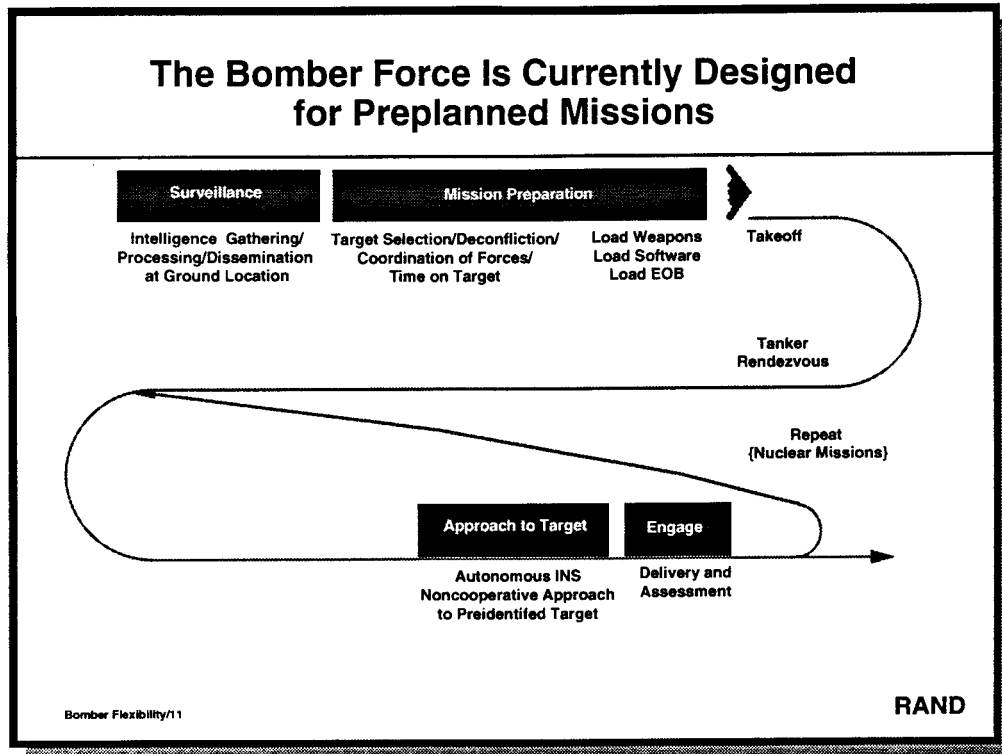 The Bomber Force Is Currently Designed
for Preplanned Missions
Surveillance
Mission Preparation
Intelligence Gathering/
Processing/Dissemination
at Ground Location
Target Selection/Deconfliction/
Coordination of Forces/
Time on Target
Load Weapons
Load Software
Load EOB
Takeoff
Tanker
Rendezvous
Repeat
{Nuclear Missions}
Approach to Target
Engage
Autonomous INS
Noncooperative Approach
to Preidentifed Target
Delivery and
Assessment
Bomber Flexibility/11
RAND